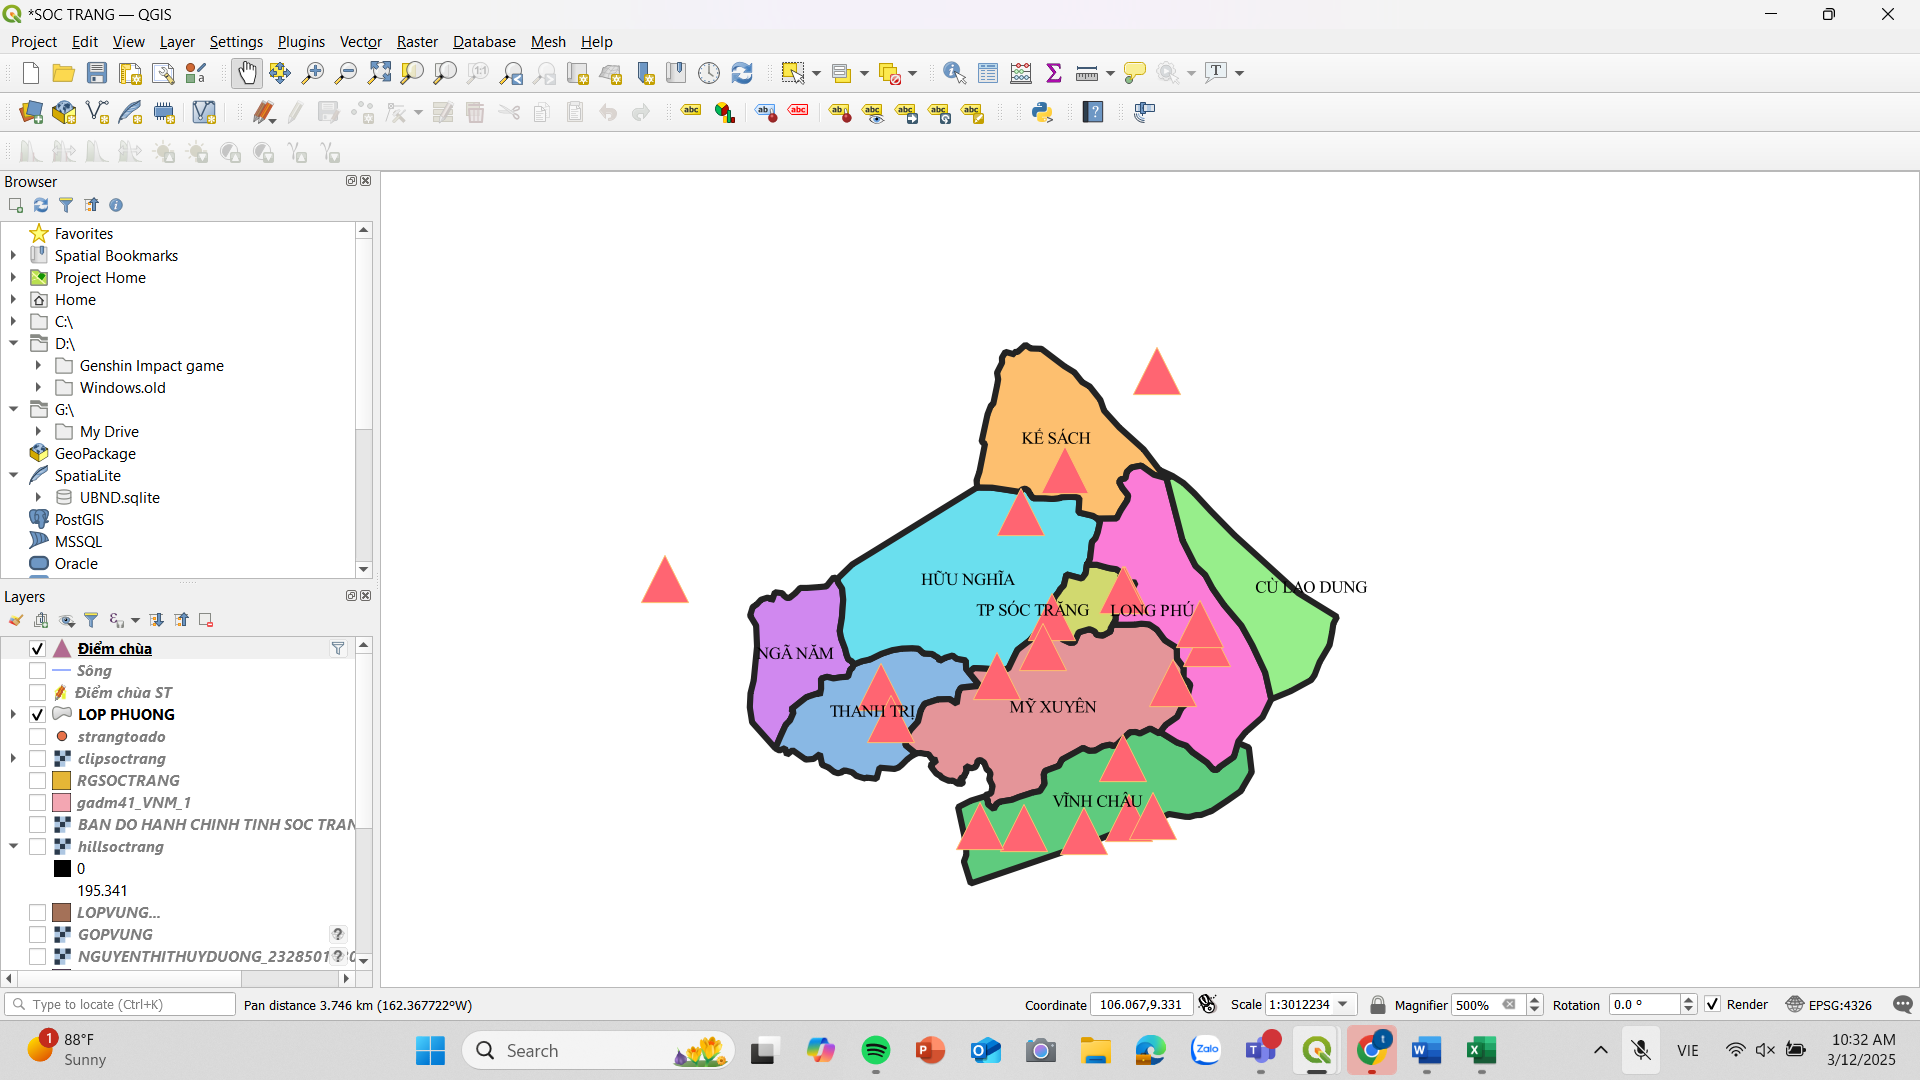 *SOC TRANG — QGIS
Project Edit View Layer Settings Plugins Vector Raster Database Mesh Help
Browser
Favorites
Spatial Bookmarks
Project Home
Home
C:\
D:\
Genshin Impact game
Windows.old
G:\
My Drive
GeoPackage
SpatiaLite
UBND.sqlite
PostGIS
MSSQL
Oracle
Layers
Điểm chùa
Sông
Điểm chùa ST
LOP PHUONG
strangtoado
clipsoctrang
RGSOCTRANG
gadm41_VNM_1
BAN DO HANH CHINH TINH SOC TRAN
hillsoctrang
0
195.341
LOPVUNG...
GOPVUNG
NGUYENTHITHUYDUONG_2328501
KẾ SÁCH
HỮU NGHĨA
CÙ LAO DUNG
TP SÓC TRĂNG
LONG PHÚ
NGÃ NĂM
THANH TRỊ
MỸ XUYÊN
VĨNH CHÂU
Type to locate (Ctrl+K) Pan distance 3.746 km (162.367722°W) Coordinate 106.067,9.331 Scale 1:3012234 Magnifier 500% Rotation 0.0 ° Render EPSG:4326
1 88°F
Sunny
Search
Zalo
VIE
10:32 AM
3/12/2025